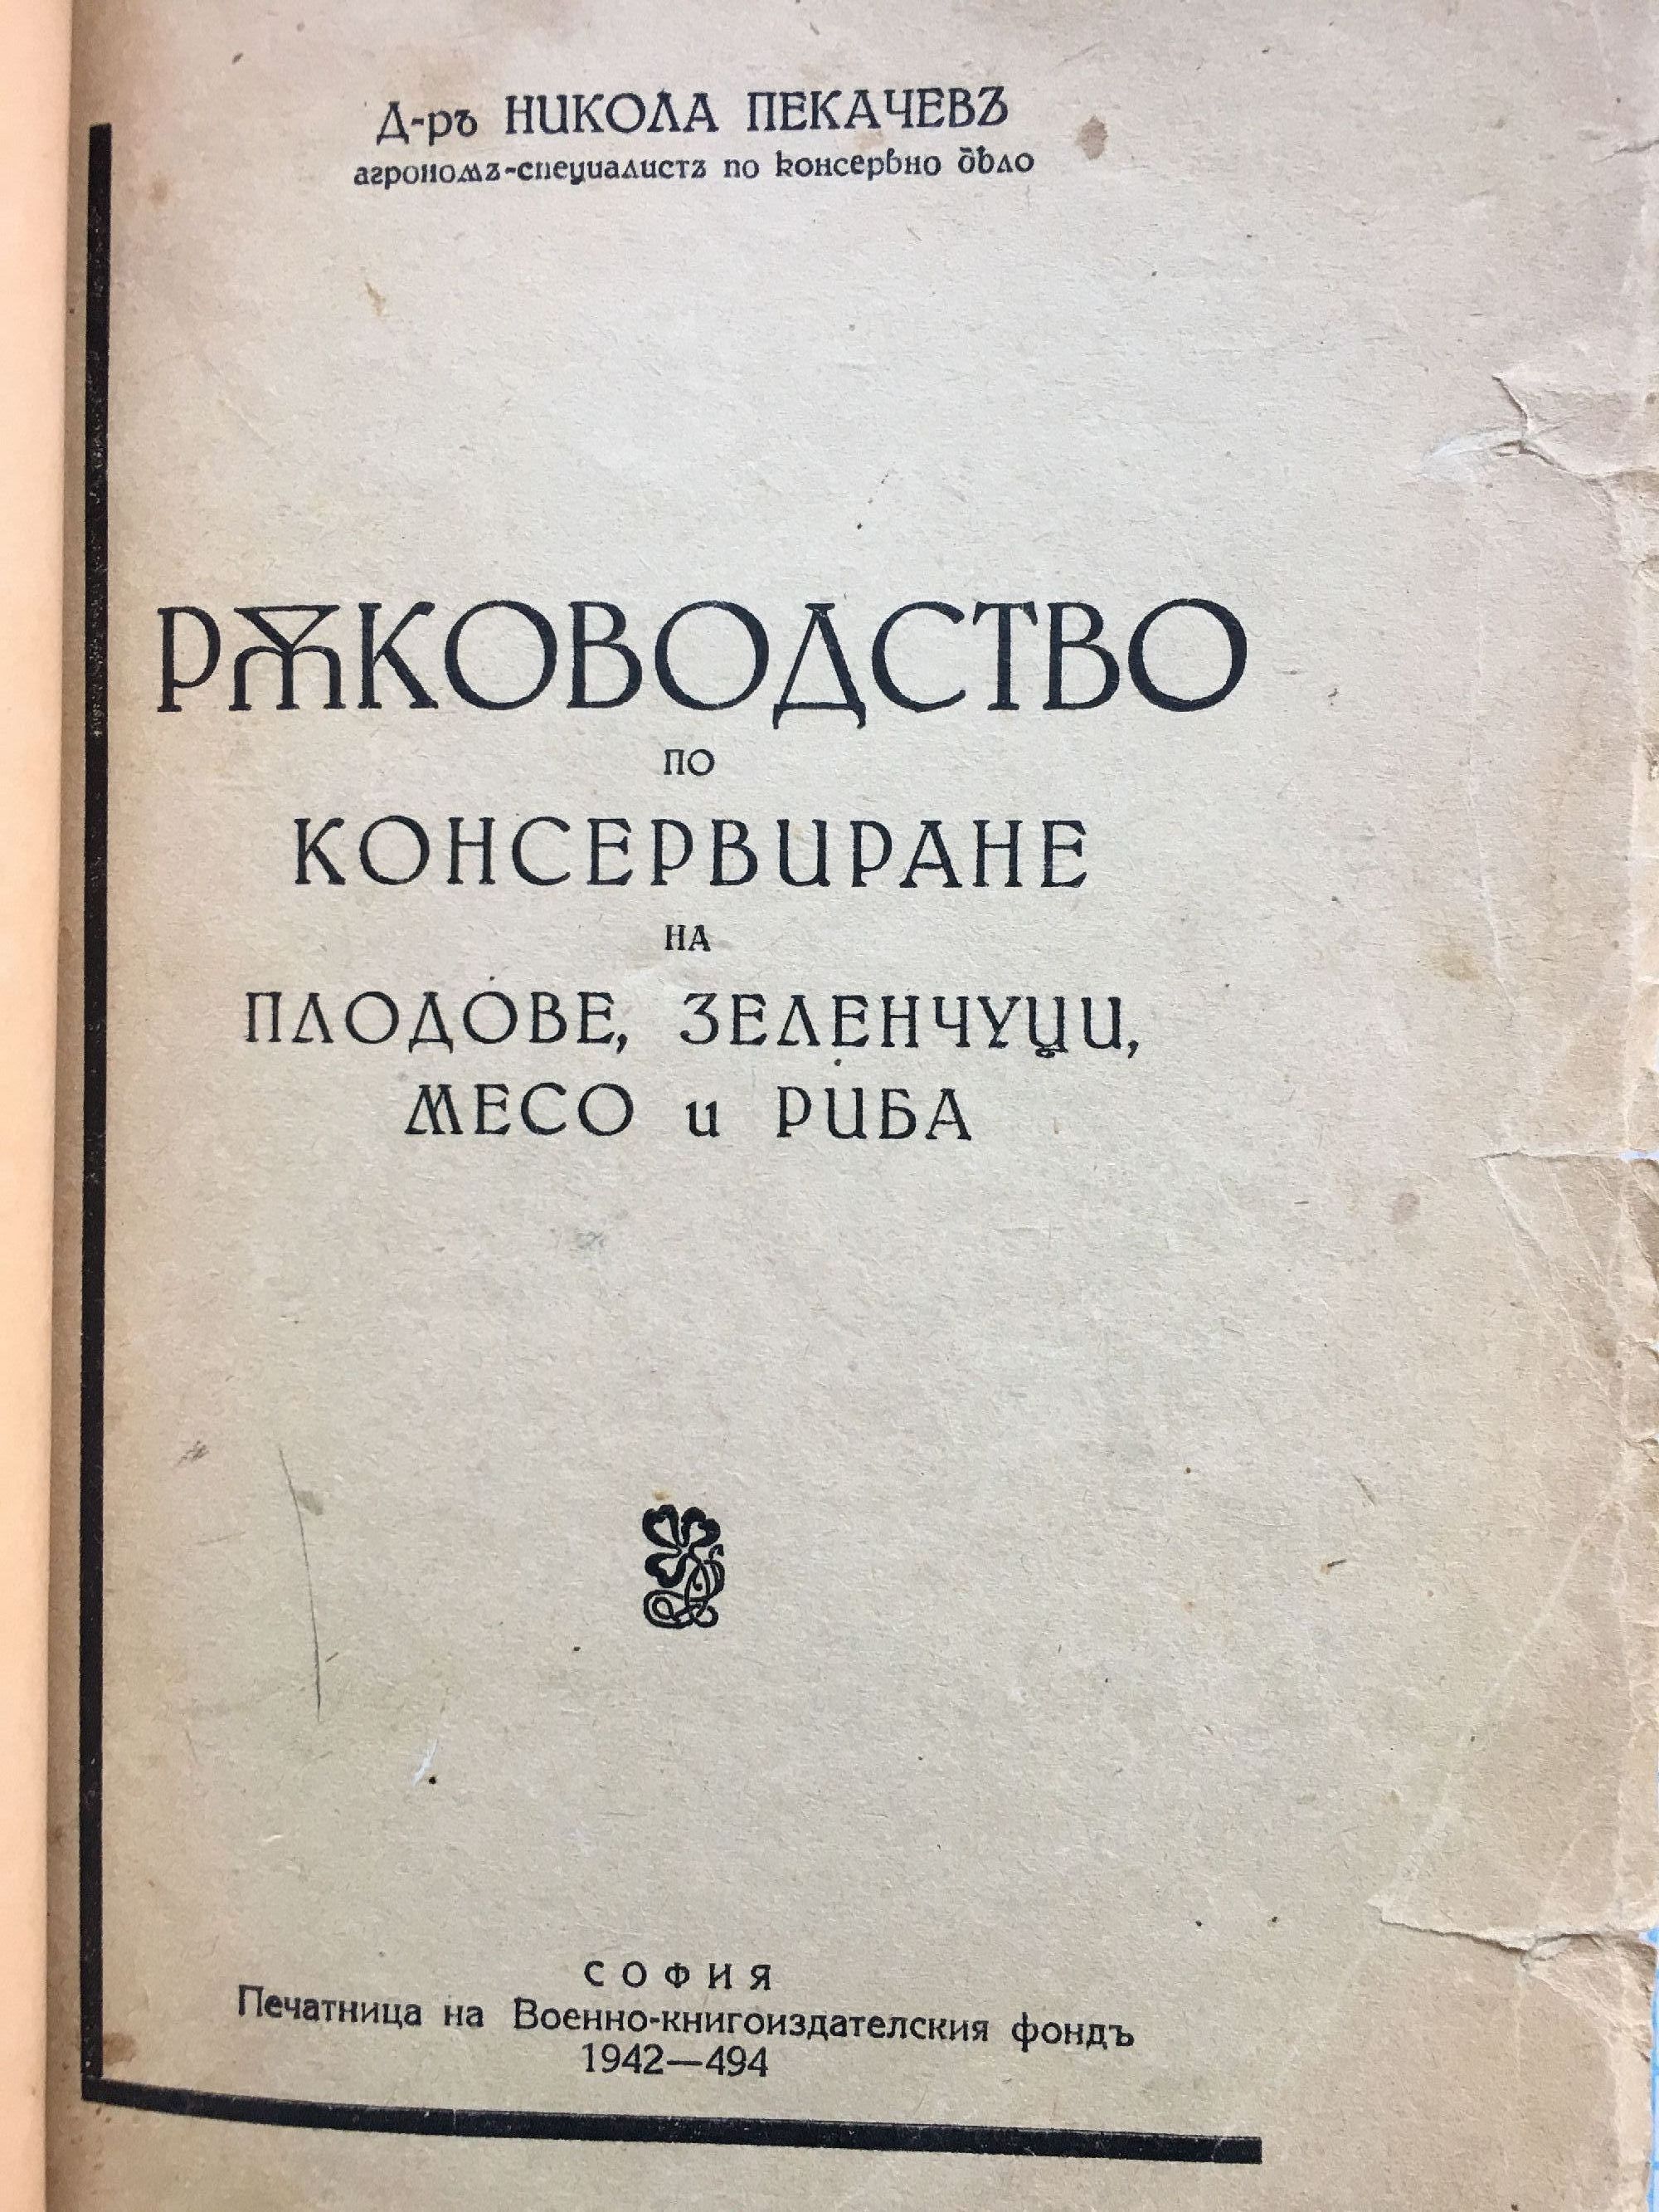 Д-ръ НИКОЛА ПЕКАЧЕВЪ
агрономъ-специалистъ по консервно дѣло
РѪКОВОДСТВО
ПО
КОНСЕРВИРАНЕ
НА
ПЛОДОВЕ, ЗЕЛЕНЧУЦИ,
МЕСО и РИБА
СОФИЯ
Печатница на Военно-книгоиздателския фондъ
1942—494